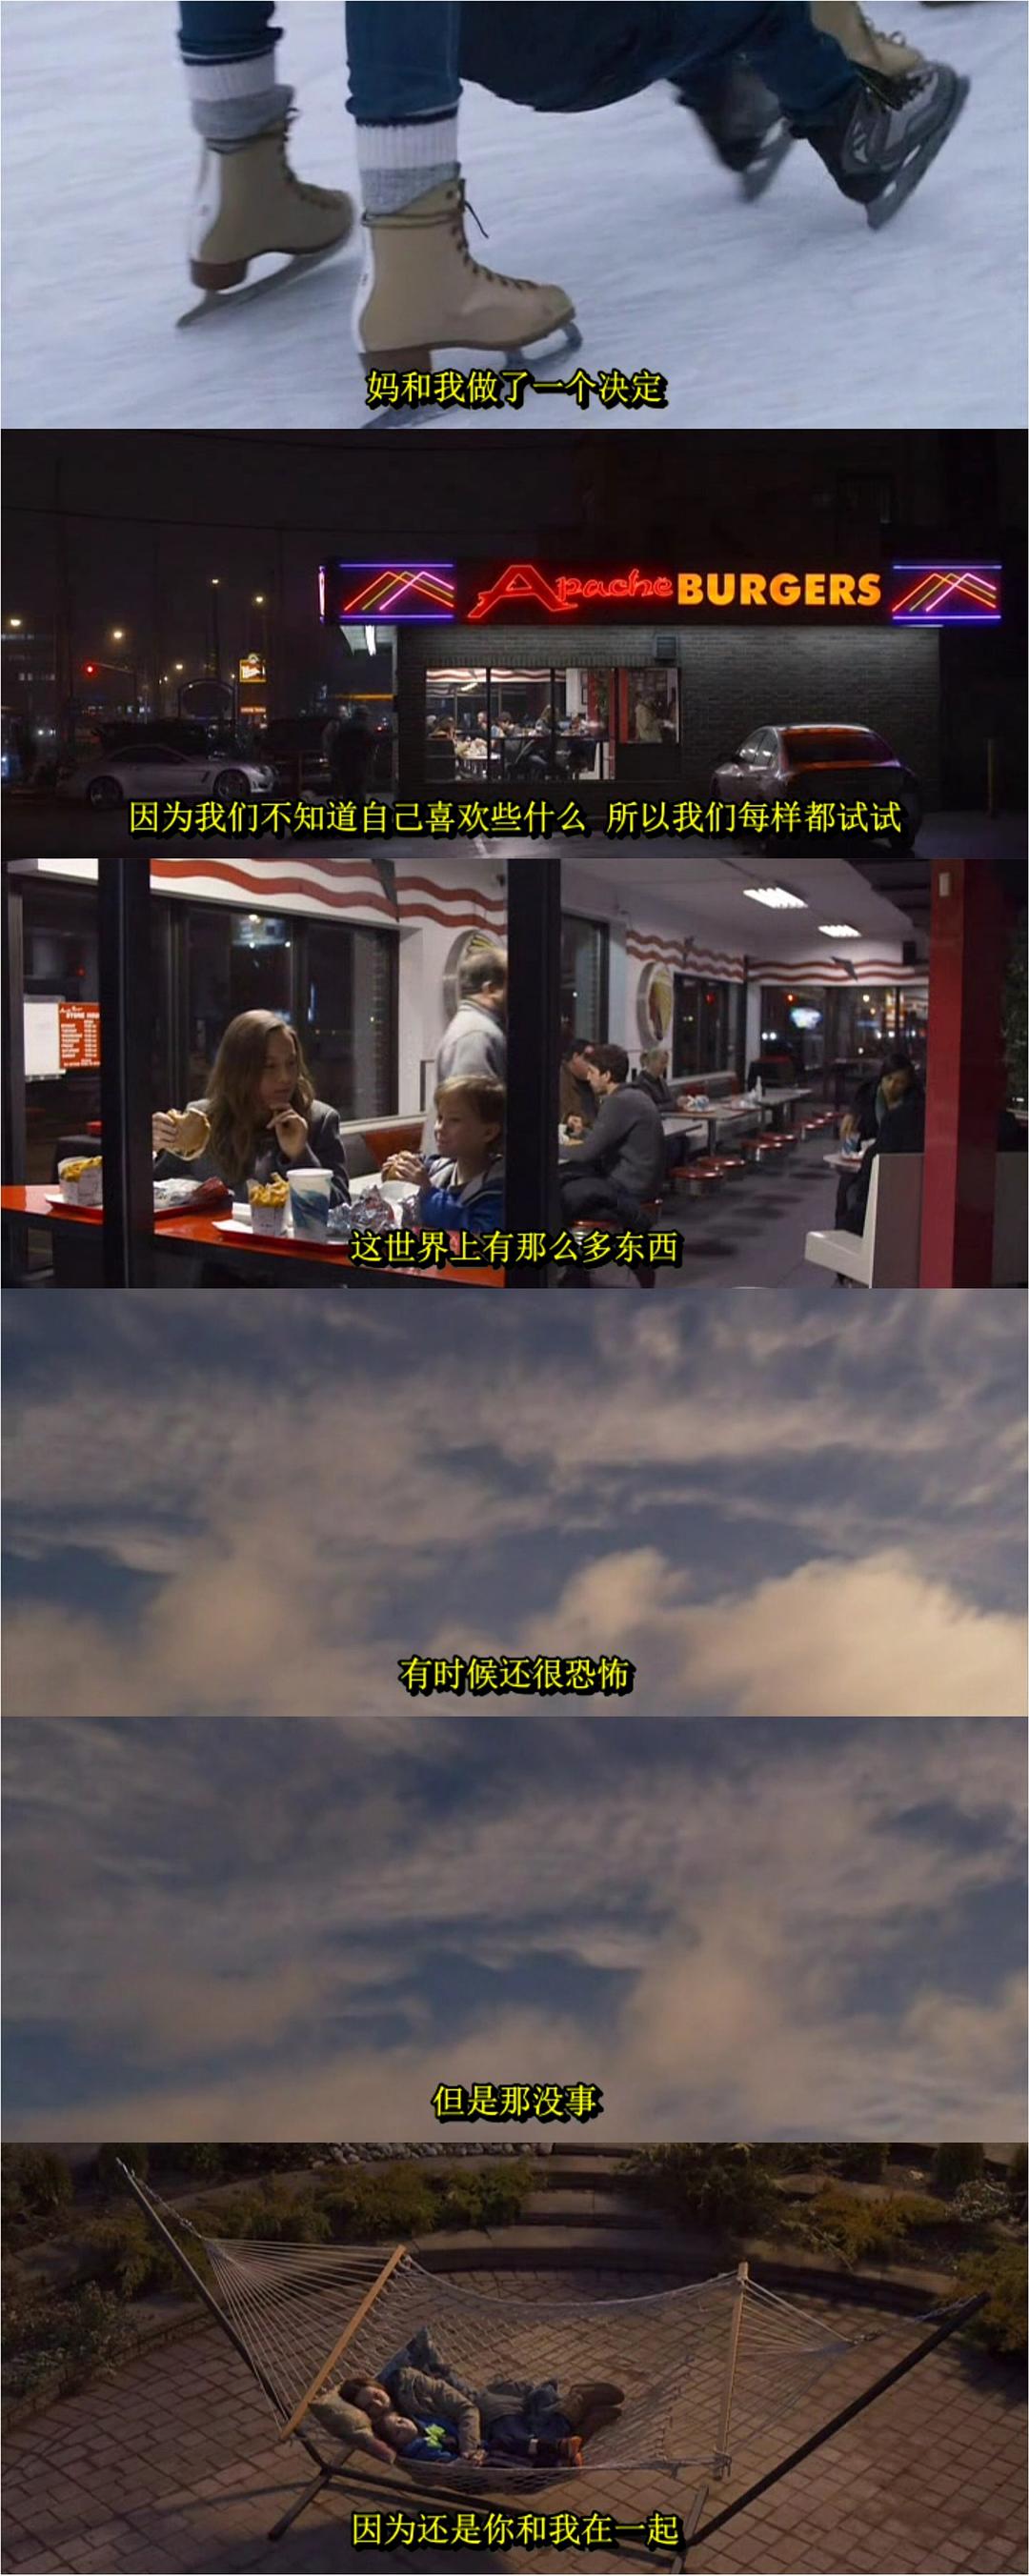 妈和我做了一个决定
Apache BURGERS
因为我们不知道自己喜欢些什么 所以我们每样都试试
这世界上有那么多东西
有时候还很恐怖
但是那没事
因为还是你和我在一起